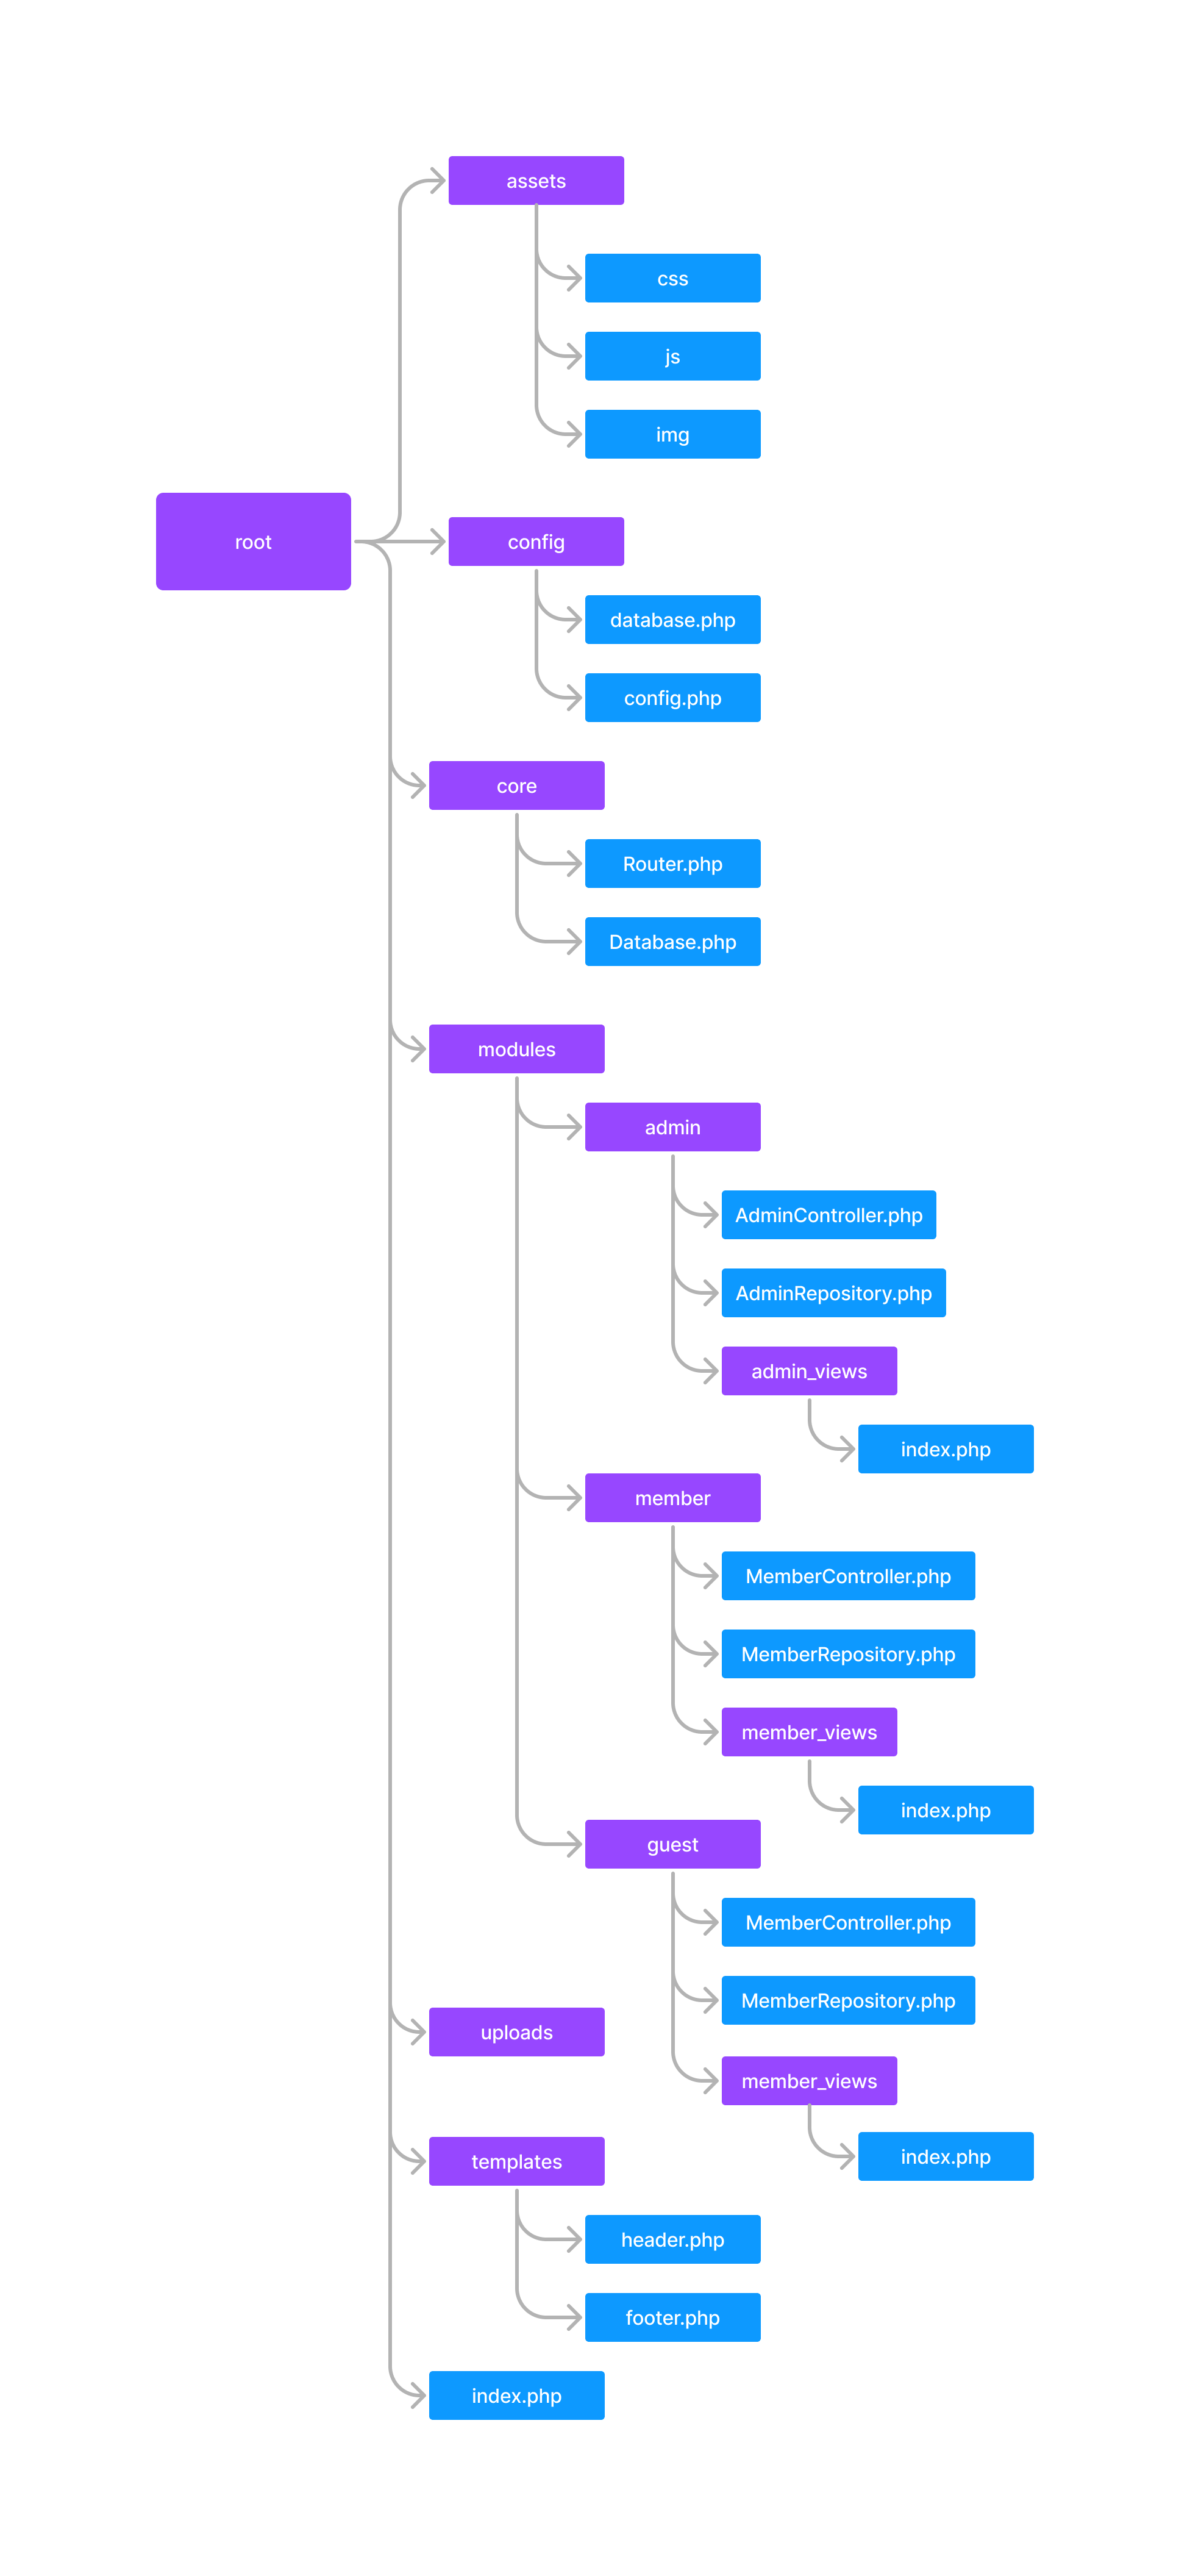 assets
css
js
img
root
config
database.php
config.php
core
Router.php
Database.php
modules
admin
AdminController.php
AdminRepository.php
admin_views
index.php
member
MemberController.php
MemberRepository.php
member_views
index.php
guest
MemberController.php
MemberRepository.php
uploads
member_views
index.php
templates
header.php
footer.php
index.php